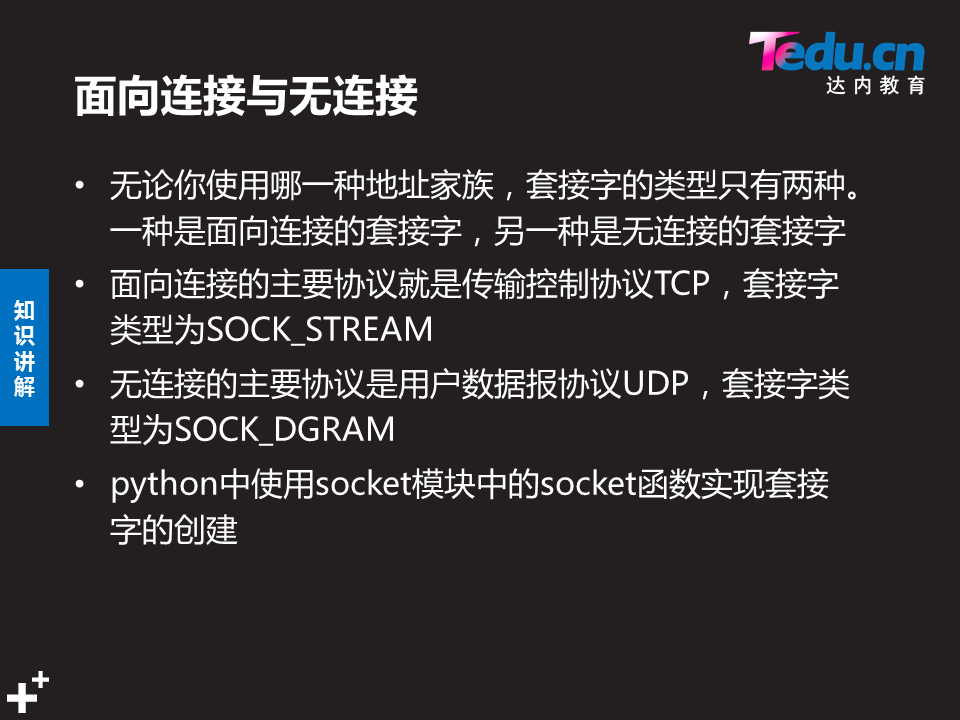 Tedu.cn
达内教育
面向连接与无连接
• 无论你使用哪一种地址家族，套接字的类型只有两种。
一种是面向连接的套接字，另一种是无连接的套接字
• 面向连接的主要协议就是传输控制协议TCP，套接字
类型为SOCK_STREAM
• 无连接的主要协议是用户数据报协议UDP，套接字类
型为SOCK_DGRAM
• python中使用socket模块中的socket函数实现套接
字的创建
知识讲解